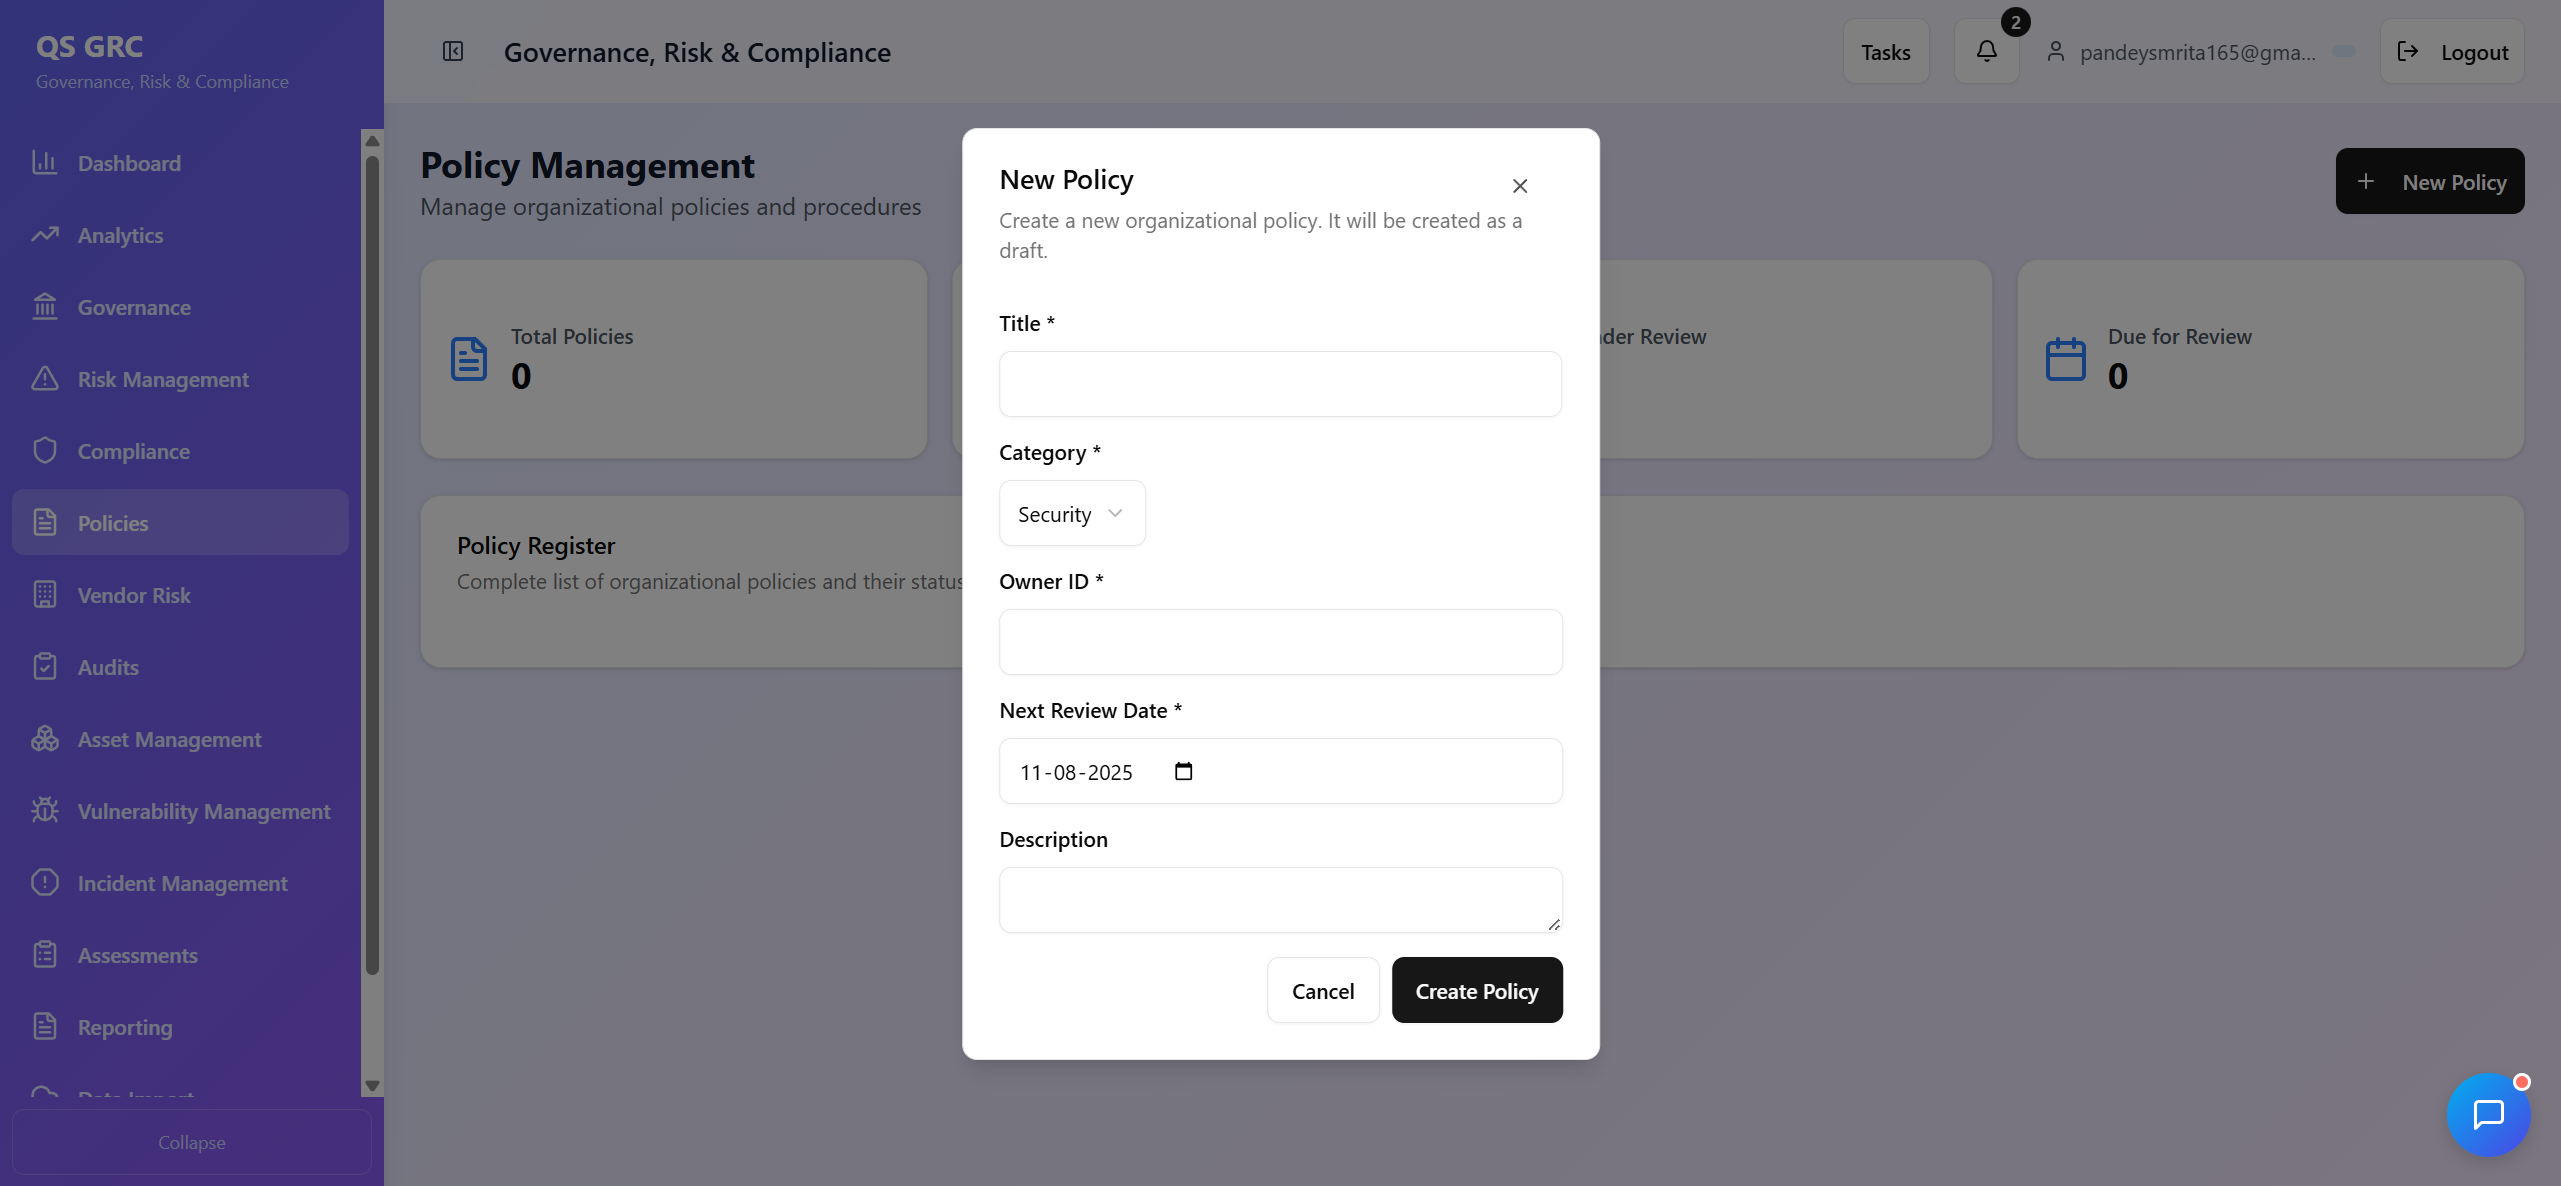 QS GRC
Governance, Risk & Compliance
Dashboard
Analytics
Governance
Risk Management
Compliance
Policies
Vendor Risk
Audits
Asset Management
Vulnerability Management
Incident Management
Assessments
Reporting
Data Import
Collapse
Governance, Risk & Compliance
Tasks
2
pandeysmrita165@gma...
Logout
Policy Management
Manage organizational policies and procedures
New Policy
Total Policies
0
der Review
Due for Review
0
Policy Register
Complete list of organizational policies and their status
New Policy
Create a new organizational policy. It will be created as a
draft.
Title *
Category *
Security
Owner ID *
Next Review Date *
11-08-2025
Description
Cancel
Create Policy